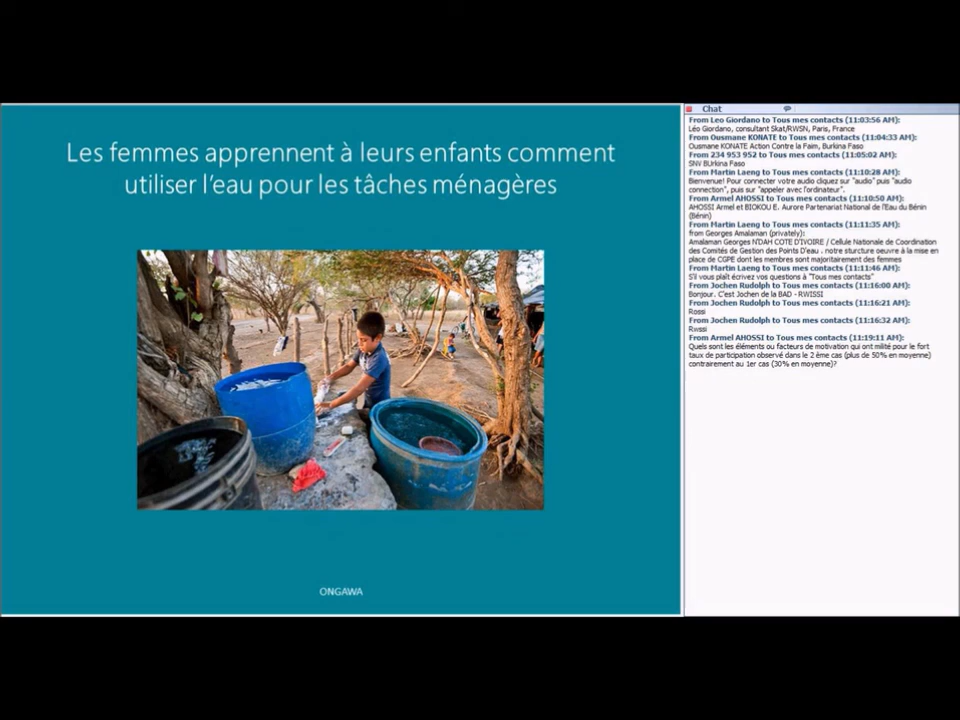 Les femmes apprennent à leurs enfants comment
utiliser l'eau pour les tâches ménagères
ONGAWA
Chat
From Leo Giordano to Tous mes contacts (11:03:56 AM):
Léo Giordano, consultant Skat/RWSN, Paris, France
From Ousmane KONATE to Tous mes contacts (11:04:33 AM):
Ousmane KONATE Action Contre la Faim, Burkina Faso
From 234 953 952 to Tous mes contacts (11:05:02 AM):
SNV BUrkina Faso
From Martin Laeng to Tous mes contacts (11:10:28 AM):
Bienvenue! Pour connecter votre audio cliquez sur "audio" puis "audio
connection", puis sur "appeler avec l'ordinateur".
From Armel AHOSSI to Tous mes contacts (11:10:50 AM):
AHOSSI Armel et BIOKOU E. Aurore Partenariat National de l'Eau du Bénin
(Bénin)
From Martin Laeng to Tous mes contacts (11:11:35 AM):
from Georges Amalaman (privately):
Amalaman Georges N'DAH COTE D'IVOIRE / Cellule Nationale de Coordination
des Comités de Gestion des Points D'eau . notre sturcture oeuvre à la mise en
place de CGPE dont les membres sont majoritairement des femmes
From Martin Laeng to Tous mes contacts (11:11:46 AM):
S'il vous plaît écrivez vos questions à "Tous mes contacts"
From Jochen Rudolph to Tous mes contacts (11:16:00 AM):
Bonjour. C'est Jochen de la BAD - RWISSI
From Jochen Rudolph to Tous mes contacts (11:16:21 AM):
Rossi
From Jochen Rudolph to Tous mes contacts (11:16:32 AM):
Rwssi
From Armel AHOSSI to Tous mes contacts (11:19:11 AM):
Quels sont les éléments ou facteurs de motivation qui ont milité pour le fort
taux de participation observé dans le 2 ème cas (plus de 50% en moyenne)
contrairement au 1er cas (30% en moyenne)?